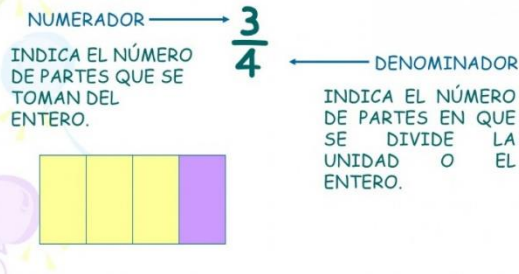 NUMERADOR
3
4
INDICA EL NÚMERO
DE PARTES QUE SE
TOMAN DEL
ENTERO.
DENOMINADOR
INDICA EL NÚMERO
DE PARTES EN QUE
SE DIVIDE LA
UNIDAD O EL
ENTERO.